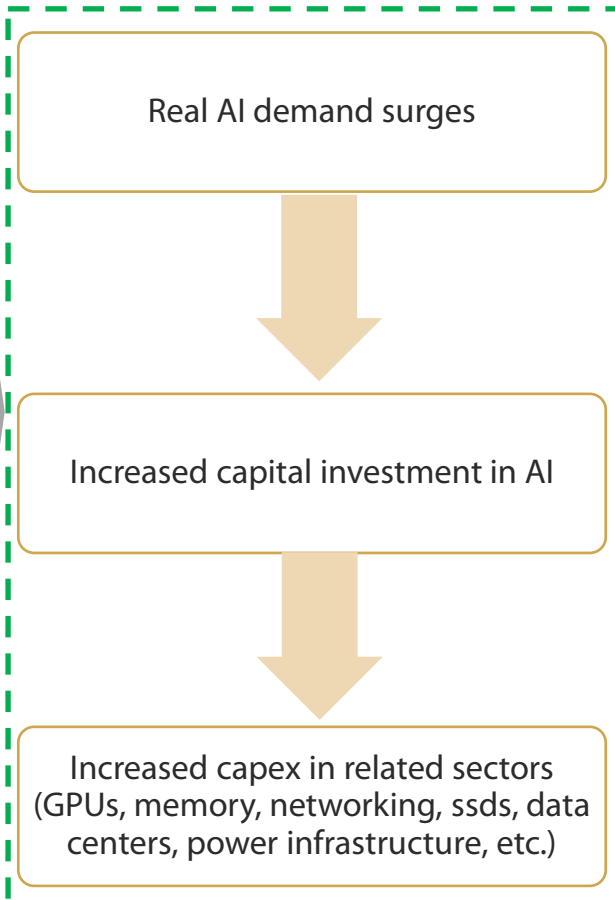 Real AI demand surges
Increased capital investment in AI
Increased capex in related sectors
(GPUs, memory, networking, ssds, data
centers, power infrastructure, etc.)